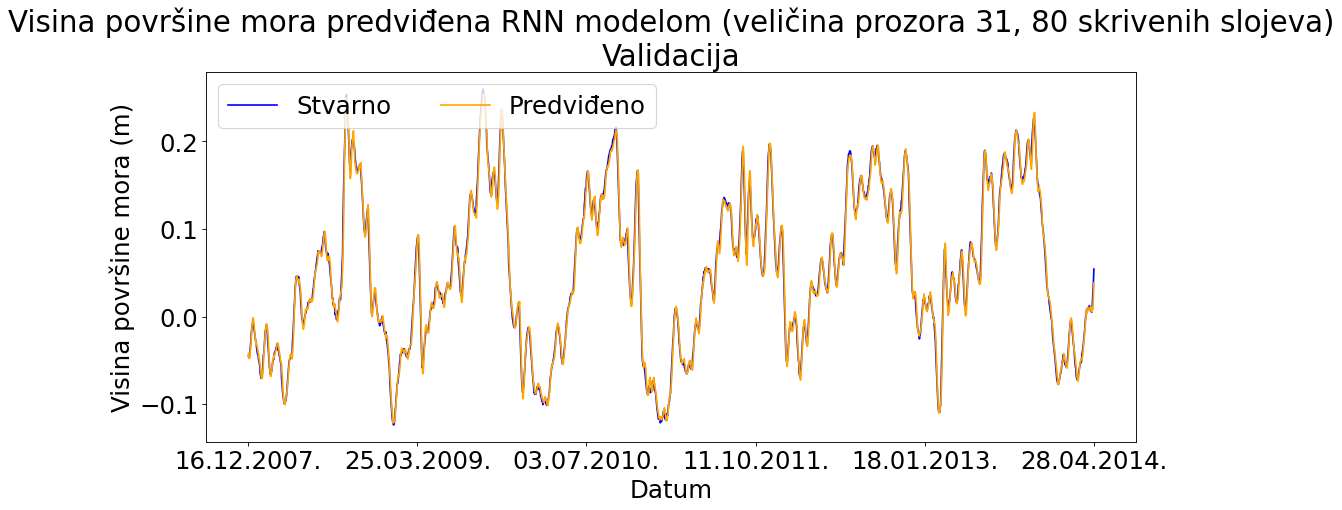 Visina površine mora predviđena RNN modelom (veličina prozora 31, 80 skrivenih slojeva)
Validacija
Stvarno
Predviđeno
Visina površine mora (m)
0.2
0.1
0.0
−0.1
16.12.2007.
25.03.2009.
03.07.2010.
11.10.2011.
18.01.2013.
28.04.2014.
Datum